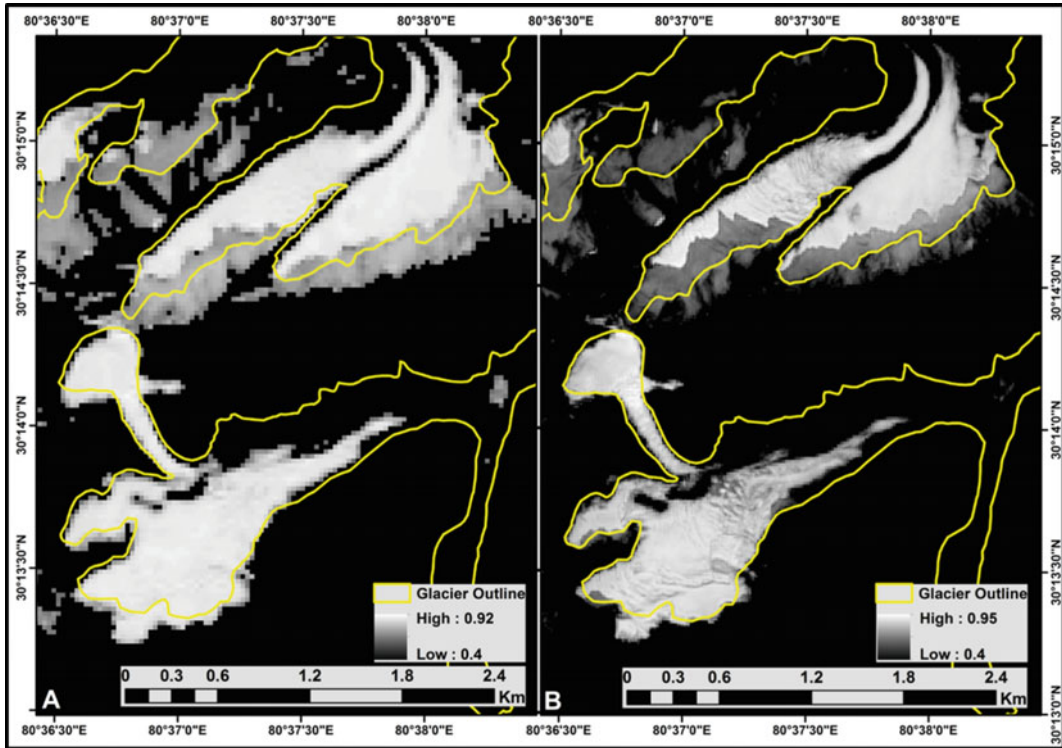 80°36'3.0"E 80°37'0"E 80°37'30"E 80°38'0"E 80°36'30"E 80°37'0"E 80°37'30"E 80°38'0"E
30°15'0"N
30°15'0"N
30°14'30"N
30°14'30"N
30°14'0"N
30°14'0"N
30°13'30"N
30°13'30"N
30°13'0"N
Glacier Outline
High : 0.92
Low : 0.4
0 0.3 0.6 1.2 1.8 2.4
Km
A
Glacier Outline
High : 0.95
Low : 0.4
0 0.3 0.6 1.2 1.8 2.4
Km
B
80°36'30"E 80°37'0"E 80°37'30"E 80°38'0"E 80°36'30"E 80°37'0"E 80°37'30"E 80°38'0"E